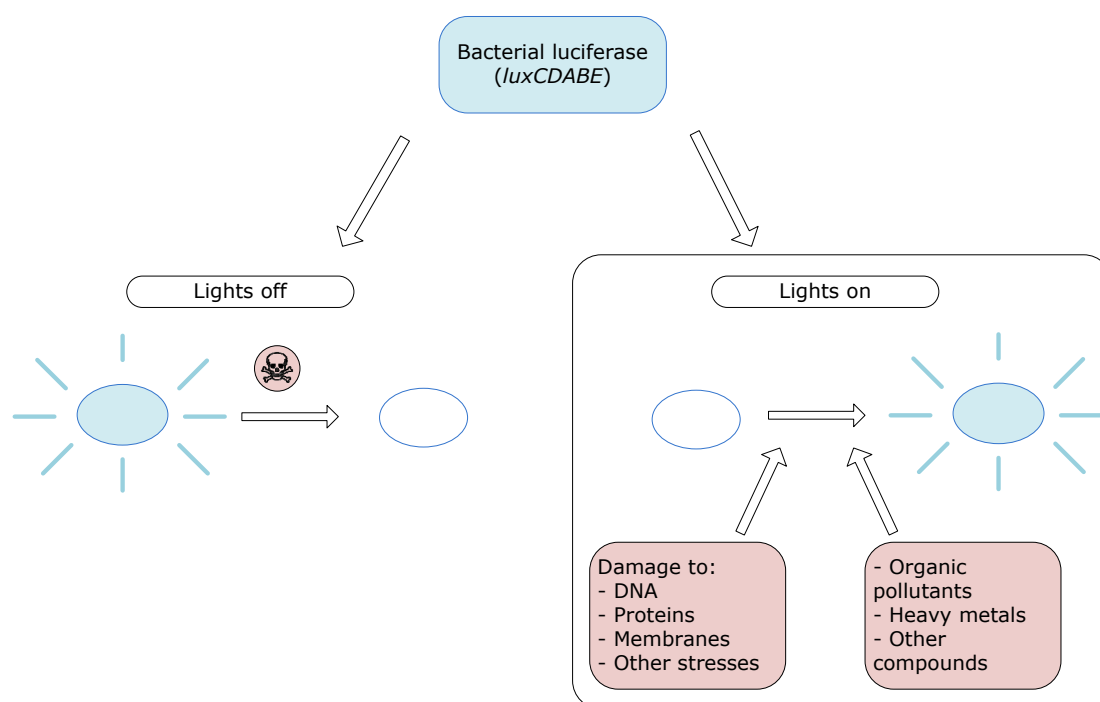 Bacterial luciferase
(luxCDABE)
Lights off
Lights on
Damage to:
- DNA
- Proteins
- Membranes
- Other stresses
- Organic
pollutants
- Heavy metals
- Other
compounds